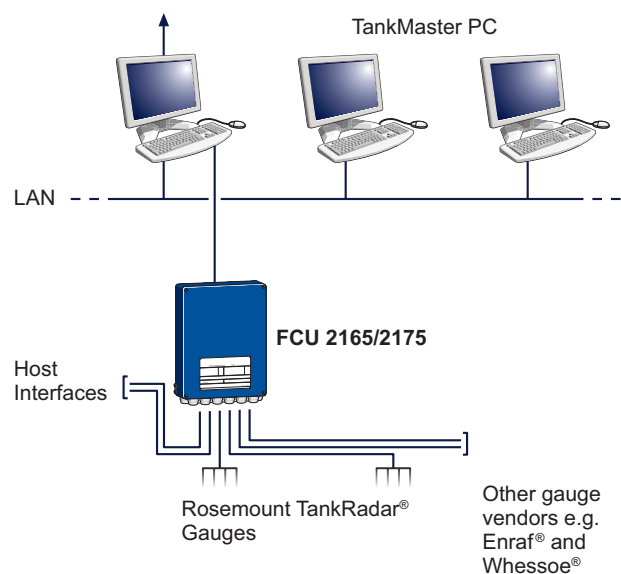 TankMaster PC
LAN
FCU 2165/2175
Host
Interfaces
Rosemount TankRadar®
Gauges
Other gauge
vendors e.g.
Enraf® and
Whessoe®